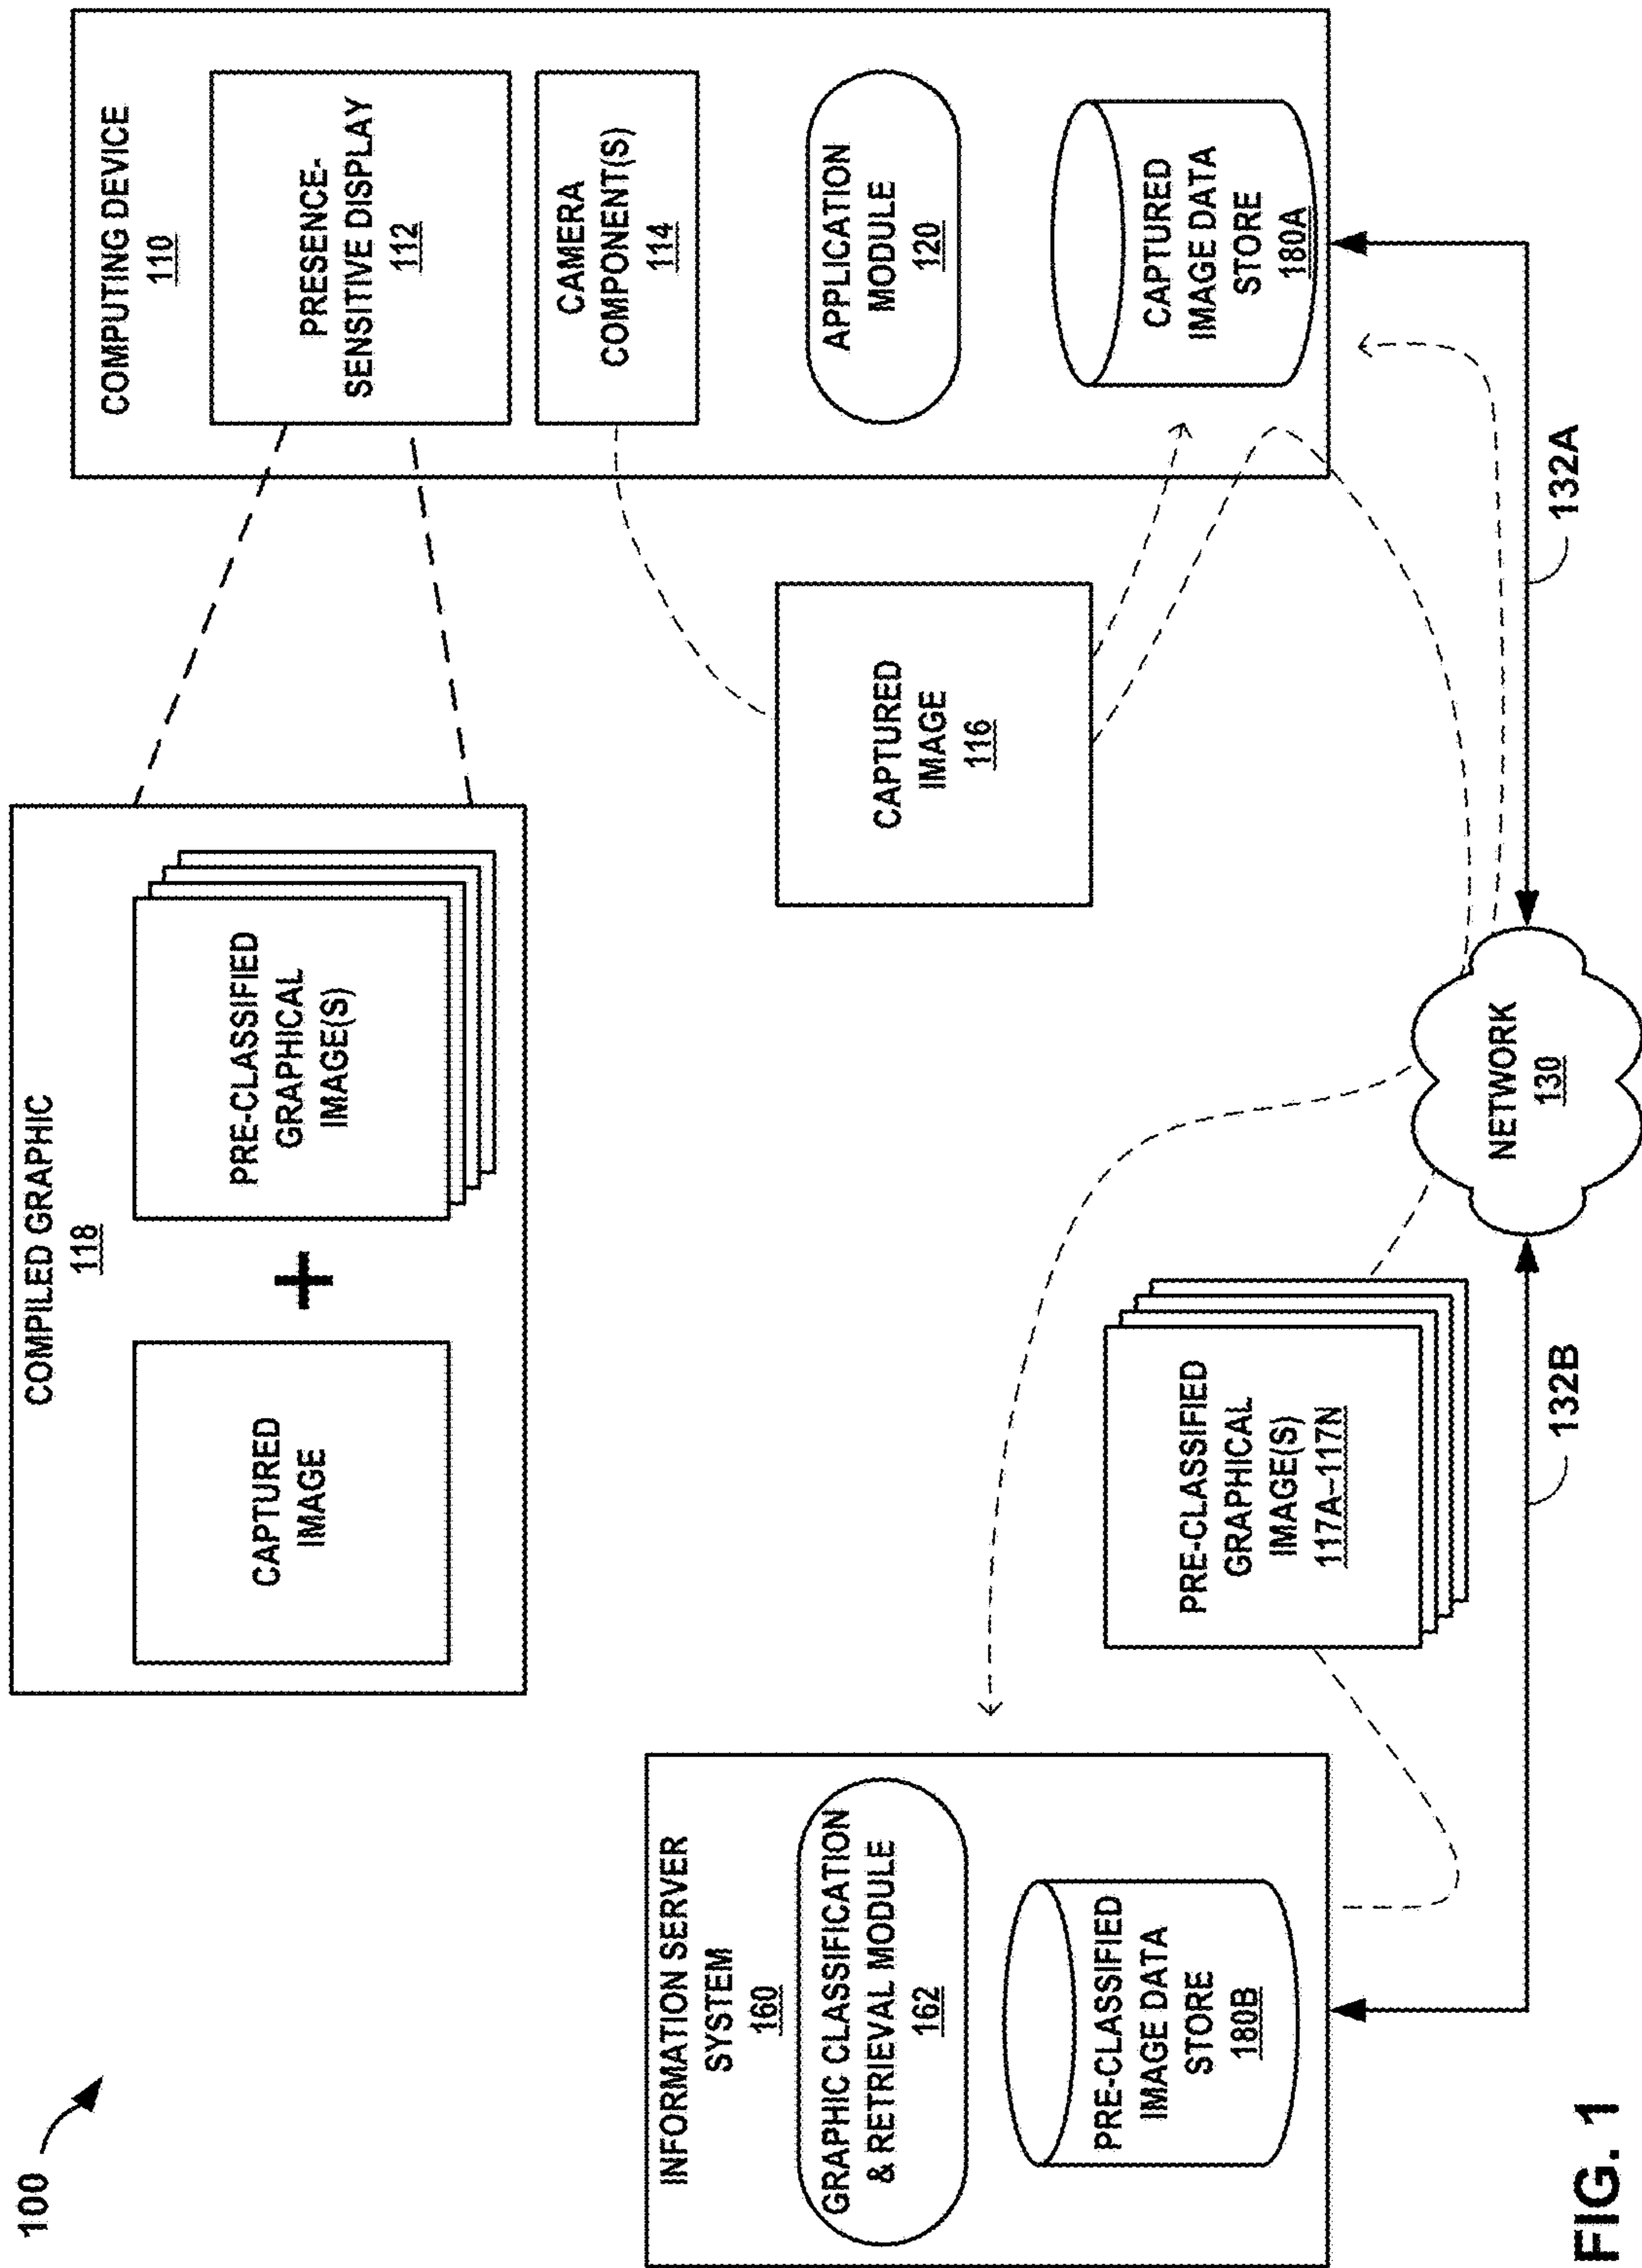 100
COMPILED GRAPHIC
118
CAPTURED
IMAGE
+
PRE-CLASSIFIED
GRAPHICAL
IMAGE(S)
COMPUTING DEVICE
110
PRESENCE-
SENSITIVE DISPLAY
112
CAMERA
COMPONENT(S)
114
APPLICATION
MODULE
120
CAPTURED
IMAGE DATA
STORE
180A
CAPTURED
IMAGE
116
INFORMATION SERVER
SYSTEM
160
GRAPHIC CLASSIFICATION
& RETRIEVAL MODULE
162
PRE-CLASSIFIED
IMAGE DATA
STORE
180B
PRE-CLASSIFIED
GRAPHICAL
IMAGE(S)
117A–117N
NETWORK
130
132B
132A
FIG. 1